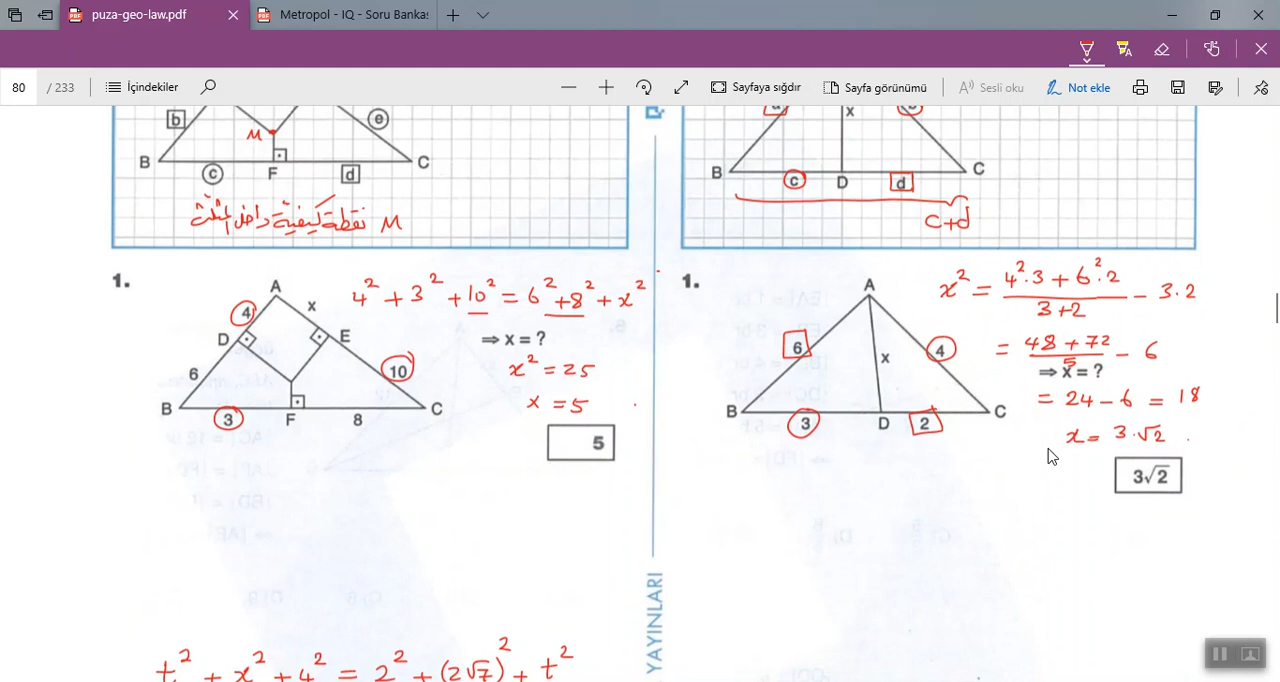 puza-geo-law.pdf
Metropol - IQ - Soru Bankas
80 / 233
İçindekiler
Sayfaya sığdır
Sayfa görünümü
Sesli oku
Not ekle
b
M
e
B
C
c
F
d
M نقطة كيفية داخل المثلث
x
B
C
c
D
d
c+d
1.
A
x
4
D
E
6
10
B
C
3
F
8
4² + 3² + 10² = 6² + 8² + x²
⇒ x = ?
x² = 25
x = 5
5
1.
A
6
x
4
B
C
3
D
2
x² = (4²·3 + 6²·2)/(3+2) - 3.2
= (48 + 72)/5 - 6
⇒ x = ?
= 24 - 6 = 18
x = 3.√2
3√2
YAYINLARI
t² + x² + 4² = 2² + (2√7)² + t²